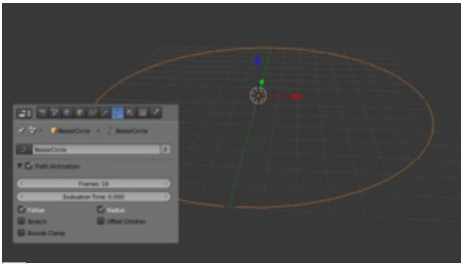 BezierCircle BezierCircle
BezierCircle F
Path Animation
Frames: 16
Evaluation Time: 0.000
Follow Radius
Stretch Offset Children
Bounds Clamp